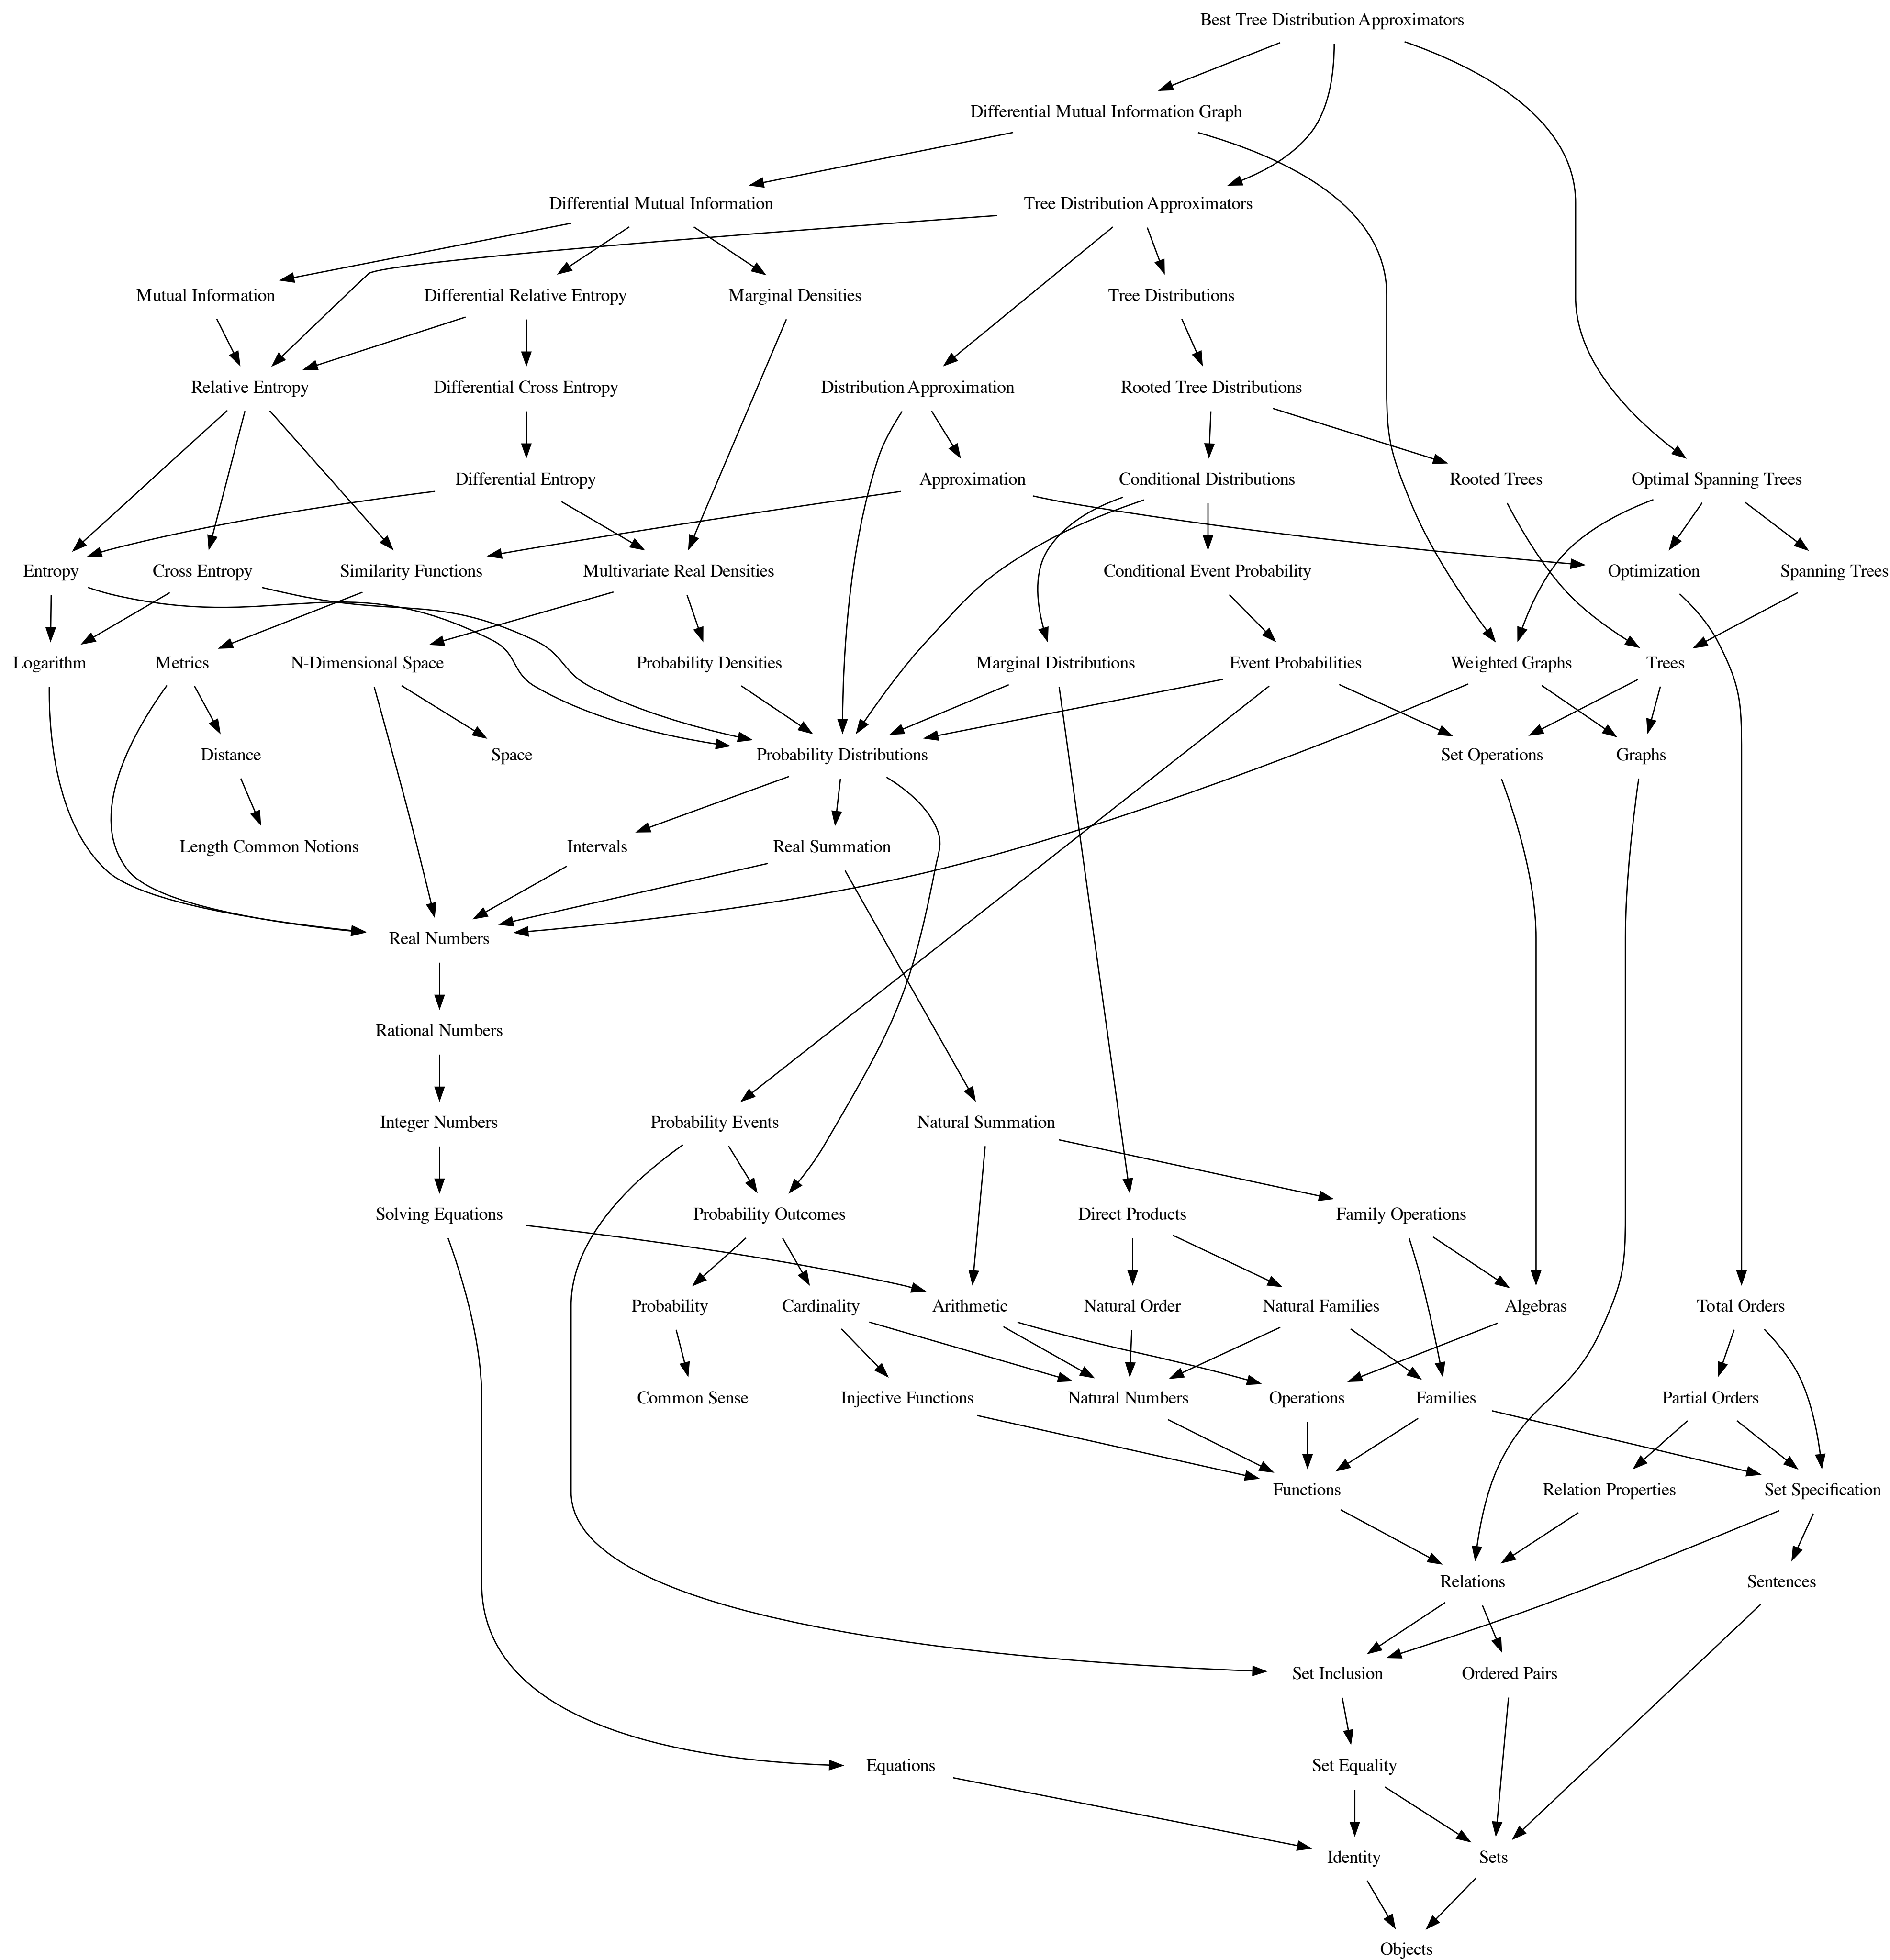 Best Tree Distribution Approximators
Differential Mutual Information Graph
Differential Mutual Information
Tree Distribution Approximators
Mutual Information
Differential Relative Entropy
Marginal Densities
Tree Distributions
Relative Entropy
Differential Cross Entropy
Distribution Approximation
Rooted Tree Distributions
Differential Entropy
Approximation
Conditional Distributions
Rooted Trees
Optimal Spanning Trees
Entropy
Cross Entropy
Similarity Functions
Multivariate Real Densities
Conditional Event Probability
Optimization
Spanning Trees
Logarithm
Metrics
N-Dimensional Space
Probability Densities
Marginal Distributions
Event Probabilities
Weighted Graphs
Trees
Distance
Space
Probability Distributions
Set Operations
Graphs
Length Common Notions
Intervals
Real Summation
Real Numbers
Rational Numbers
Integer Numbers
Probability Events
Natural Summation
Solving Equations
Probability Outcomes
Direct Products
Family Operations
Probability
Cardinality
Arithmetic
Natural Order
Natural Families
Algebras
Total Orders
Common Sense
Injective Functions
Natural Numbers
Operations
Families
Partial Orders
Functions
Relation Properties
Set Specification
Relations
Sentences
Set Inclusion
Ordered Pairs
Equations
Set Equality
Identity
Sets
Objects